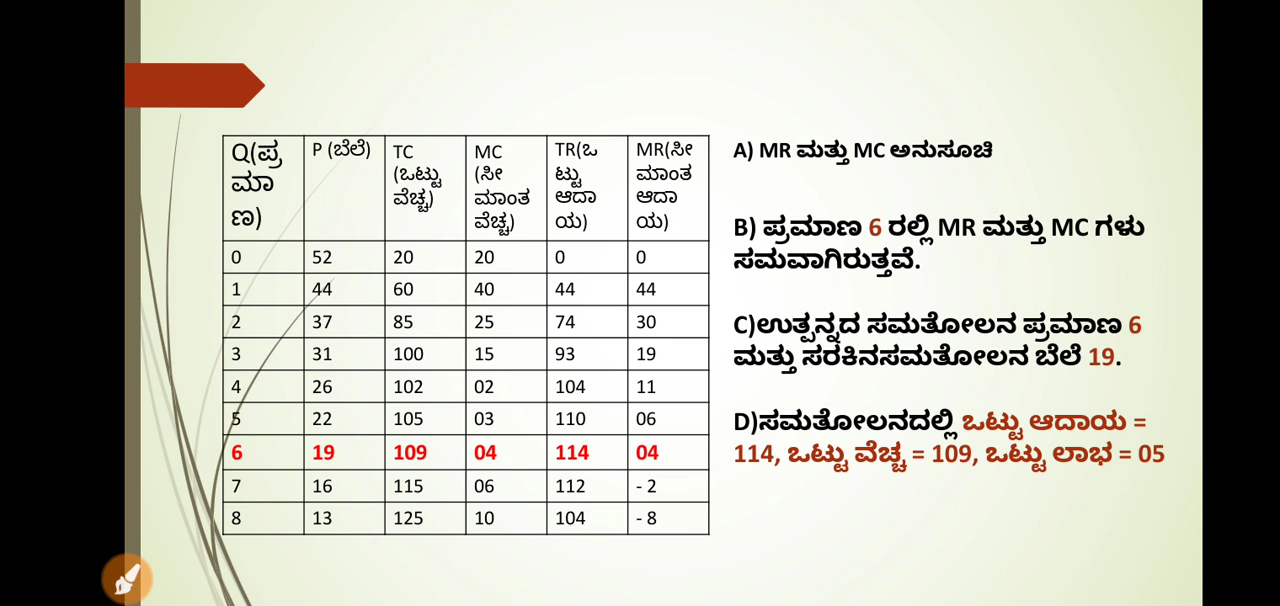 Q(ಪ್ರ
ಮಾ
ಣ)
P (ಬೆಲೆ)
TC
(ಒಟ್ಟು
ವೆಚ್ಚ)
MC
(ಸೀ
ಮಾಂತ
ವೆಚ್ಚ)
TR(ಒ
ಟ್ಟು
ಆದಾ
ಯ)
MR(ಸೀ
ಮಾಂತ
ಆದಾ
ಯ)
0 52 20 20 0 0
1 44 60 40 44 44
2 37 85 25 74 30
3 31 100 15 93 19
4 26 102 02 104 11
5 22 105 03 110 06
6 19 109 04 114 04
7 16 115 06 112 - 2
8 13 125 10 104 - 8
A) MR ಮತ್ತು MC ಅನುಸೂಚಿ
B) ಪ್ರಮಾಣ 6 ರಲ್ಲಿ MR ಮತ್ತು MC ಗಳು
ಸಮವಾಗಿರುತ್ತವೆ.
C)ಉತ್ಪನ್ನದ ಸಮತೋಲನ ಪ್ರಮಾಣ 6
ಮತ್ತು ಸರಕಿನಸಮತೋಲನ ಬೆಲೆ 19.
D)ಸಮತೋಲನದಲ್ಲಿ ಒಟ್ಟು ಆದಾಯ =
114, ಒಟ್ಟು ವೆಚ್ಚ = 109, ಒಟ್ಟು ಲಾಭ = 05